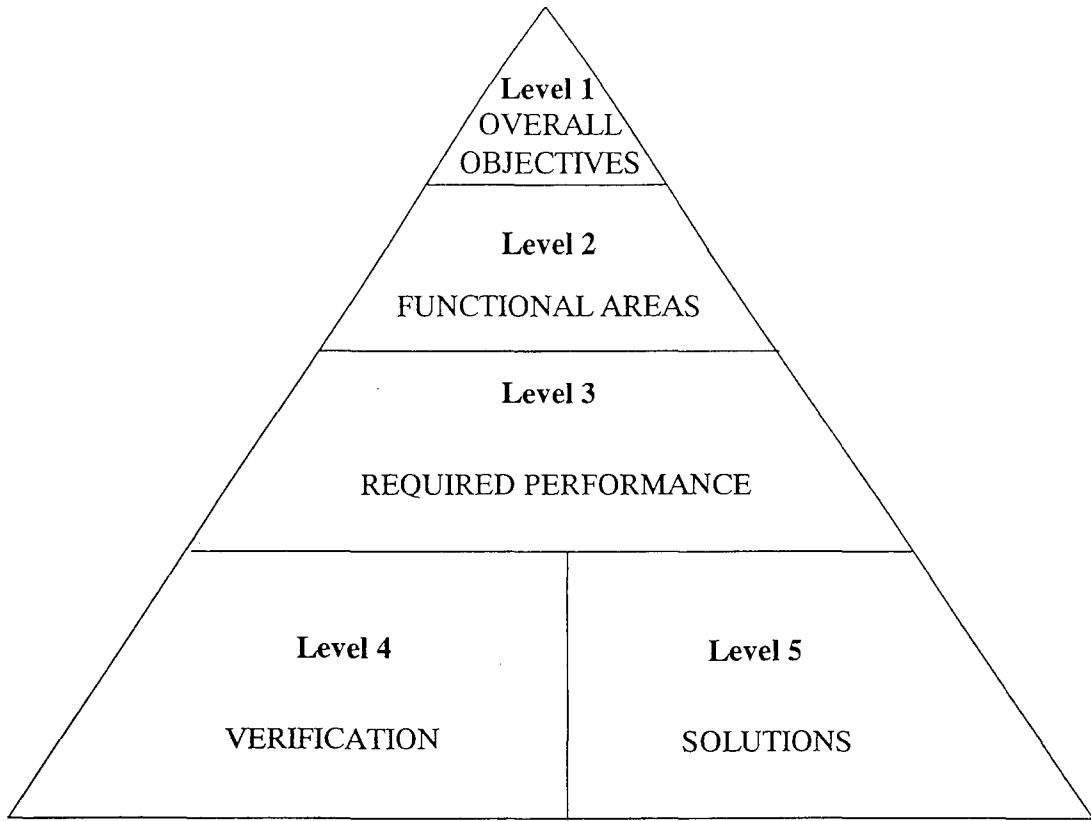 Level 1
OVERALL
OBJECTIVES
Level 2
FUNCTIONAL AREAS
Level 3
REQUIRED PERFORMANCE
Level 4
VERIFICATION
Level 5
SOLUTIONS